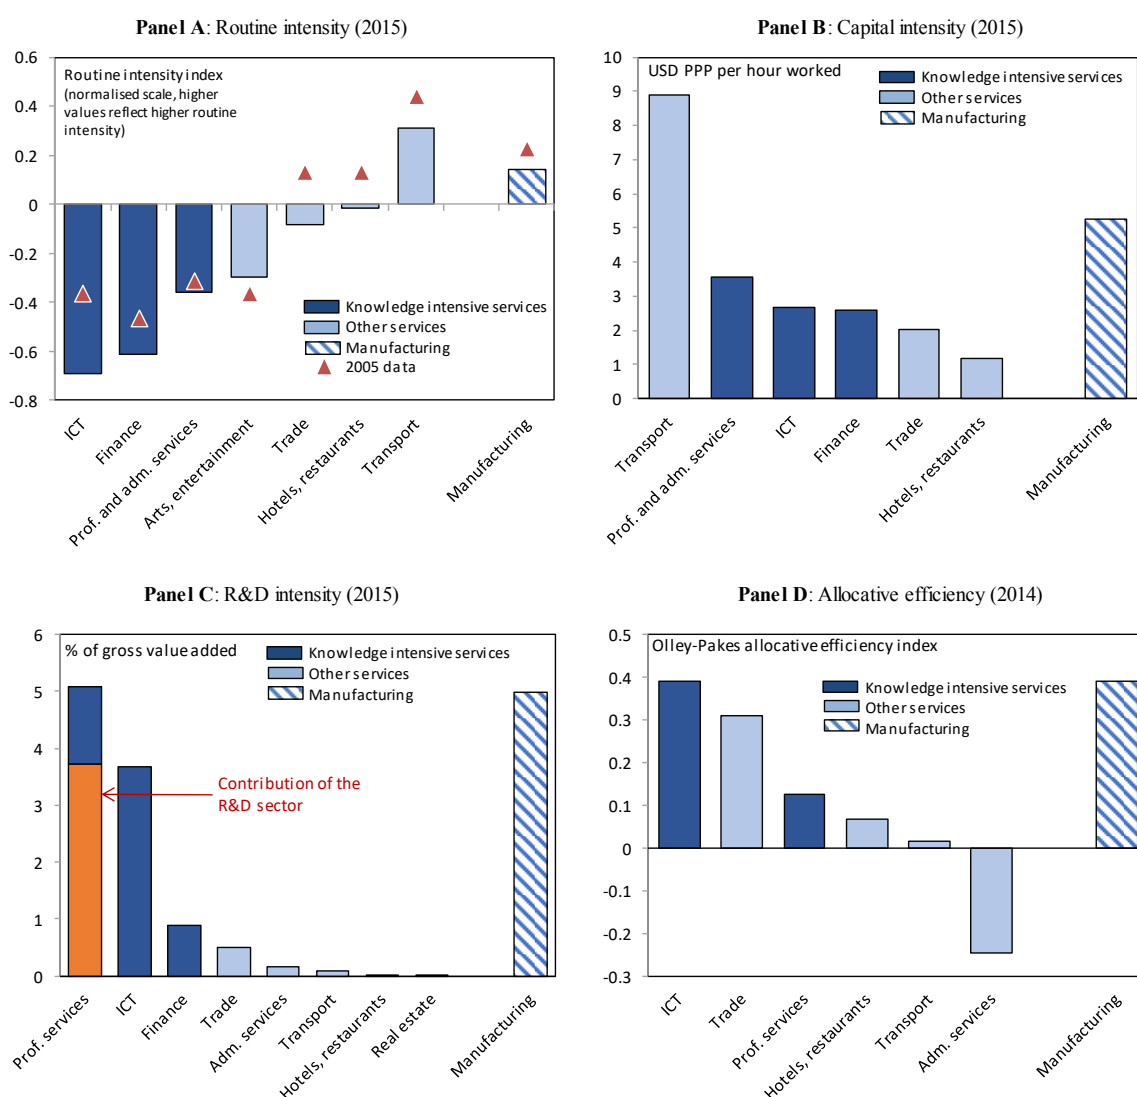 Panel A: Routine intensity (2015)
0.6
0.4
0.2
0
-0.2
-0.4
-0.6
-0.8
Routine intensity index
(normalised scale, higher
values reflect higher routine
intensity)
Knowledge intensive services
Other services
Manufacturing
2005 data
ICT
Finance
Prof. and adm. services
Arts, entertainment
Trade
Hotels, restaurants
Transport
Manufacturing
Panel B: Capital intensity (2015)
10
9
8
7
6
5
4
3
2
1
0
USD PPP per hour worked
Knowledge intensive services
Other services
Manufacturing
Transport
Prof. and adm. services
ICT
Finance
Trade
Hotels, restaurants
Manufacturing
Panel C: R&D intensity (2015)
6
5
4
3
2
1
0
% of gross value added
Knowledge intensive services
Other services
Manufacturing
Contribution of the
R&D sector
Prof. services
ICT
Finance
Trade
Adm. services
Transport
Hotels, restaurants
Real estate
Manufacturing
Panel D: Allocative efficiency (2014)
0.5
0.4
0.3
0.2
0.1
0
-0.1
-0.2
-0.3
Olley-Pakes allocative efficiency index
Knowledge intensive services
Other services
Manufacturing
ICT
Trade
Prof. services
Hotels, restaurants
Transport
Adm. services
Manufacturing